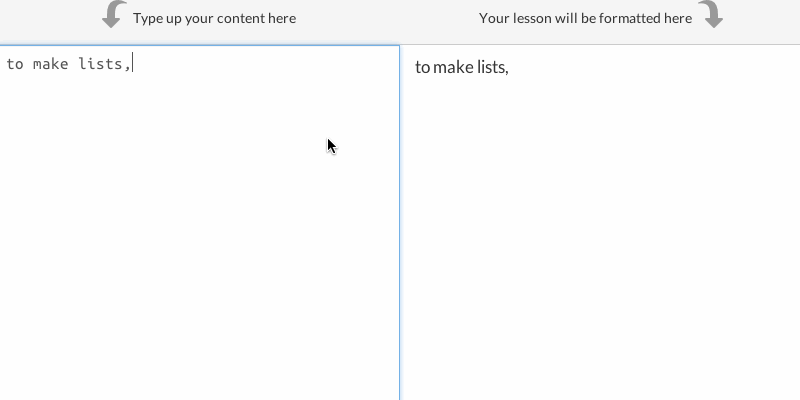 Type up your content here
Your lesson will be formatted here
to make lists,
to make lists,